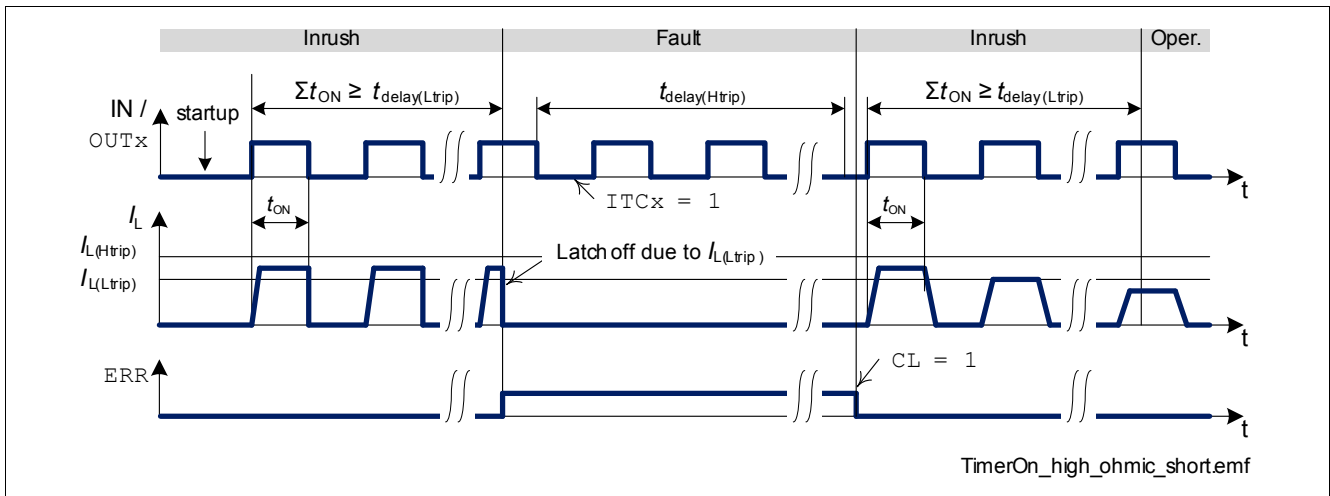 Inrush Fault Inrush Oper.
ΣtON ≥ tdelay(Ltrip) tdelay(Htrip) ΣtON ≥ tdelay(Ltrip)
IN /
OUTx
startup
t
ITCx = 1
IL
tON tON
IL(Htrip)
IL(Ltrip)
Latch off due to IL(Ltrip)
t
ERR
CL = 1
t
TimerOn_high_ohmic_short.emf